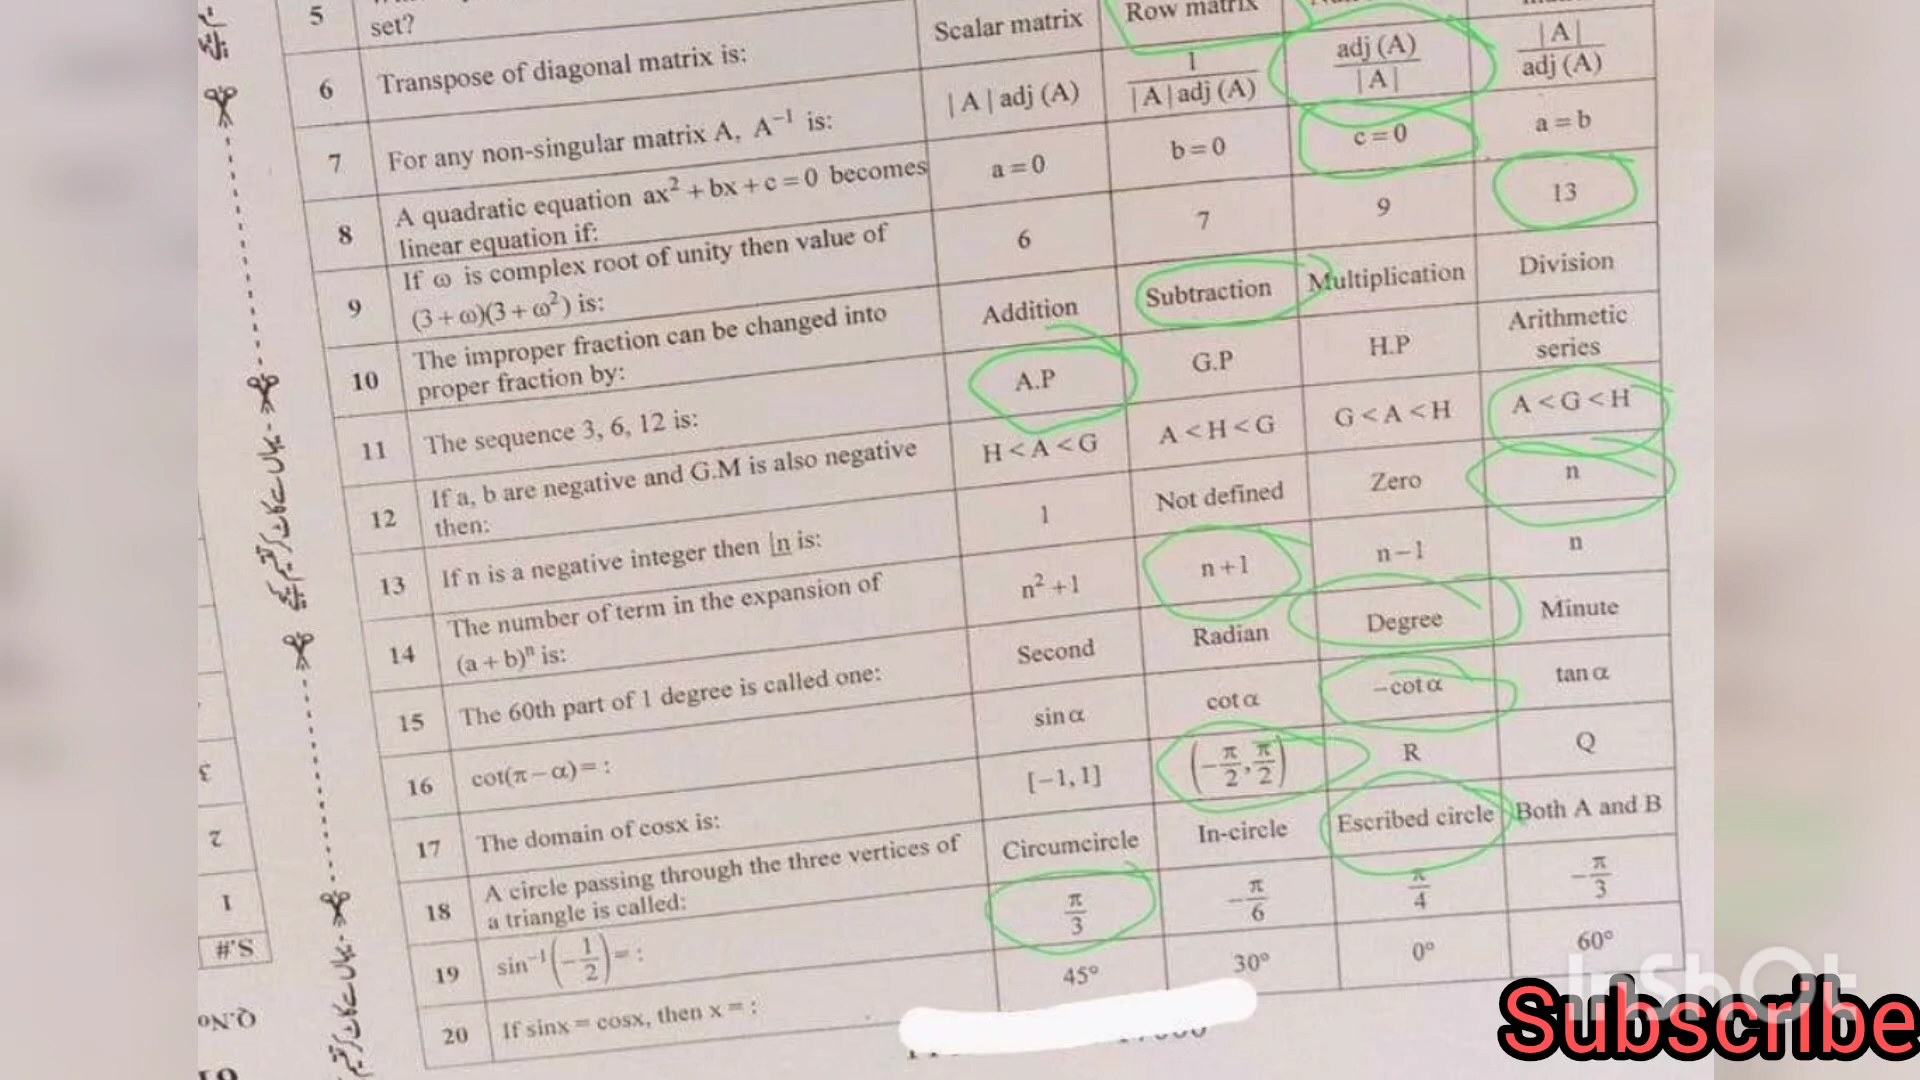 5 set? Scalar matrix Row matrix
6 Transpose of diagonal matrix is: | A | adj (A) 1 / | A | adj (A) adj (A) / | A | | A | / adj (A)
7 For any non-singular matrix A, A⁻¹ is: a = 0 b = 0 c = 0 a = b
8 A quadratic equation ax² + bx + c = 0 becomes
linear equation if: 6 7 9 13
9 If ω is complex root of unity then value of
(3 + ω)(3 + ω²) is: Addition Subtraction Multiplication Division
10 The improper fraction can be changed into
proper fraction by: A.P G.P H.P Arithmetic
series
11 The sequence 3, 6, 12 is: H < A < G A < H < G G < A < H A < G < H
12 If a, b are negative and G.M is also negative
then: 1 Not defined Zero n
13 If n is a negative integer then |n is: n² + 1 n + 1 n − 1 n
14 The number of term in the expansion of
(a + b)ⁿ is: Second Radian Degree Minute
15 The 60th part of 1 degree is called one: sin α cot α −cot α tan α
16 cot(π − α) = : [−1, 1] (−π/2, π/2) R Q
17 The domain of cosx is: Circumcircle In-circle Escribed circle Both A and B
18 A circle passing through the three vertices of
a triangle is called: π/3 −π/6 π/4 −π/3
19 sin⁻¹(−1/2) = : 45° 30° 0° 60°
20 If sinx = cosx, then x = :
3
2
1
S.#
Q.No
InShOt
Subscribe